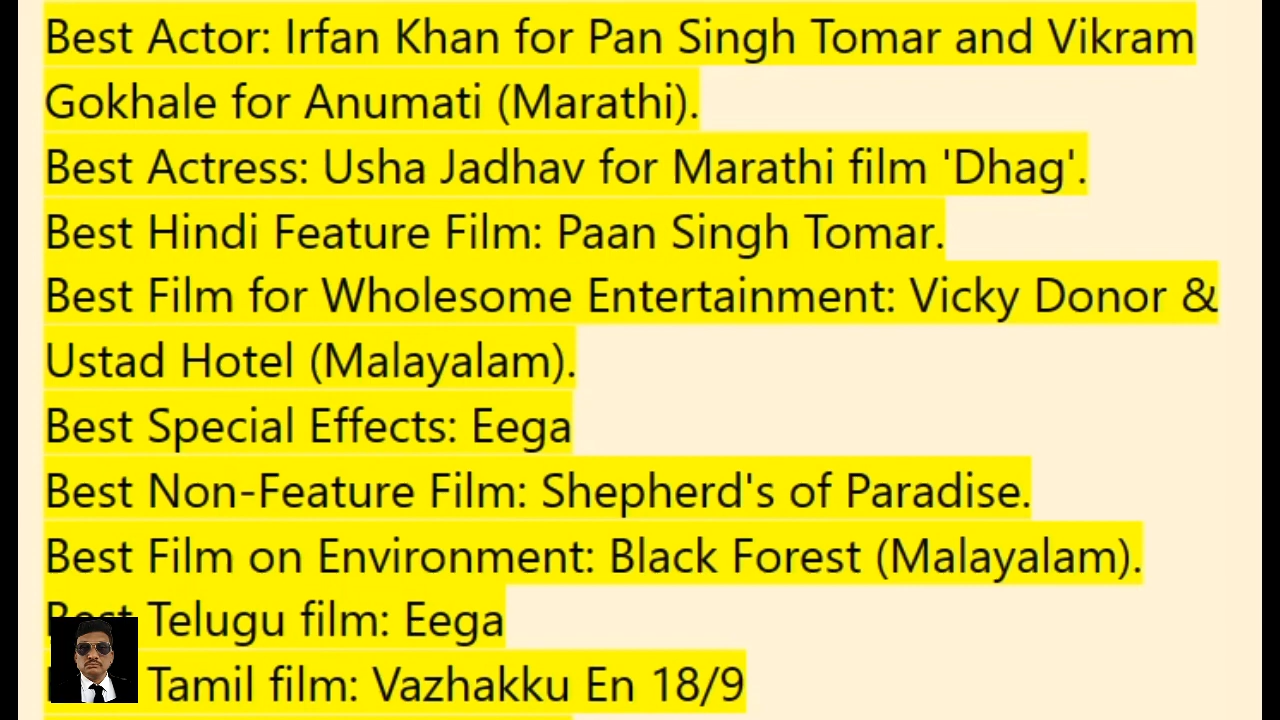 Best Actor: Irfan Khan for Pan Singh Tomar and Vikram
Gokhale for Anumati (Marathi).
Best Actress: Usha Jadhav for Marathi film 'Dhag'.
Best Hindi Feature Film: Paan Singh Tomar.
Best Film for Wholesome Entertainment: Vicky Donor &
Ustad Hotel (Malayalam).
Best Special Effects: Eega
Best Non-Feature Film: Shepherd's of Paradise.
Best Film on Environment: Black Forest (Malayalam).
Best Telugu film: Eega
Tamil film: Vazhakku En 18/9